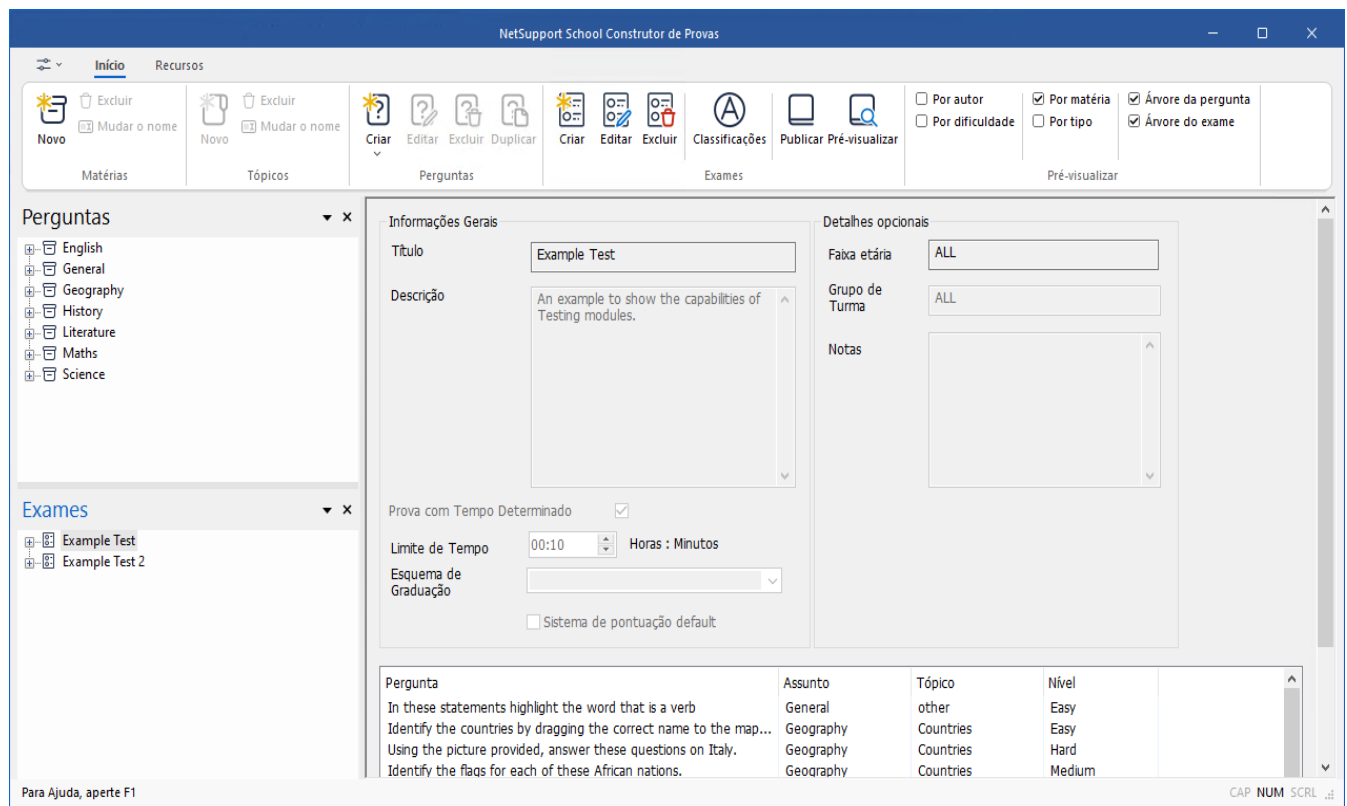 NetSupport School Construtor de Provas
Início Recursos
Novo Excluir Mudar o nome
Matérias
Novo Excluir Mudar o nome
Tópicos
Criar Editar Excluir Duplicar
Perguntas
Criar Editar Excluir Classificações Publicar Pré-visualizar
Exames
Por autor Por matéria Árvore da pergunta
Por dificuldade Por tipo Árvore do exame
Pré-visualizar
Perguntas
English
General
Geography
History
Literature
Maths
Science
Exames
Example Test
Example Test 2
Informações Gerais
Título Example Test
Descrição An example to show the capabilities of
Testing modules.
Prova com Tempo Determinado
Limite de Tempo 00:10 Horas : Minutos
Esquema de
Graduação
Sistema de pontuação default
Detalhes opcionais
Faixa etária ALL
Grupo de
Turma ALL
Notas
Pergunta Assunto Tópico Nível
In these statements highlight the word that is a verb General other Easy
Identify the countries by dragging the correct name to the map... Geography Countries Easy
Using the picture provided, answer these questions on Italy. Geography Countries Hard
Identify the flags for each of these African nations. Geography Countries Medium
Para Ajuda, aperte F1 CAP NUM SCRL